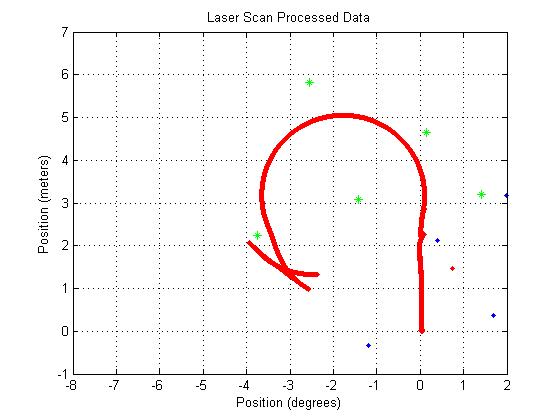 Laser Scan Processed Data
7
6
5
4
3
2
1
0
-1
Position (meters)
-8 -7 -6 -5 -4 -3 -2 -1 0 1 2
Position (degrees)